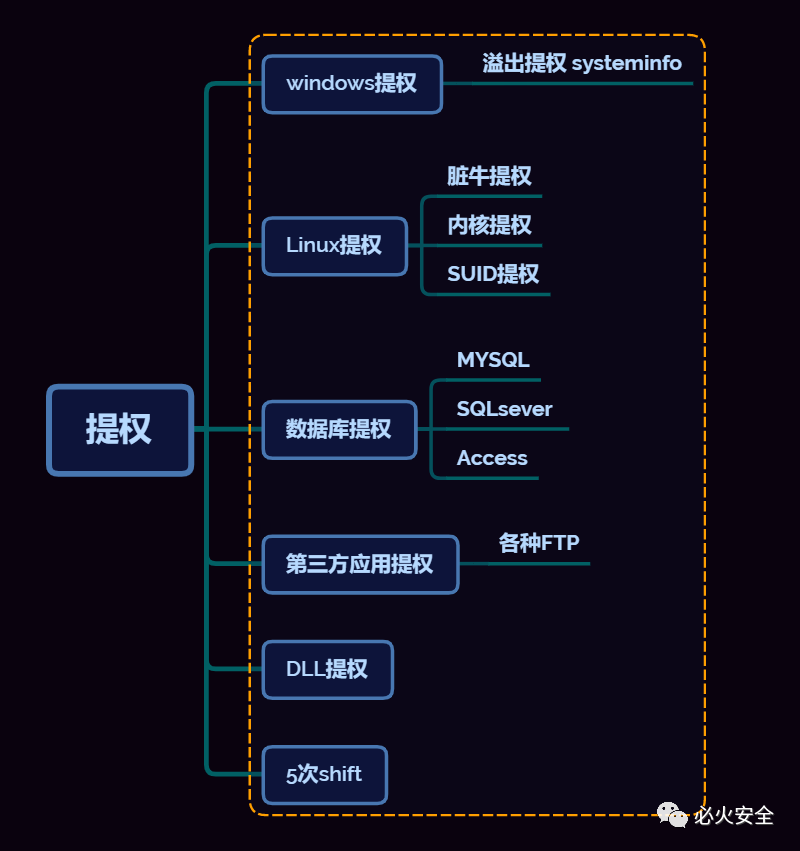 提权
windows提权
溢出提权 systeminfo
Linux提权
脏牛提权
内核提权
SUID提权
数据库提权
MYSQL
SQLsever
Access
第三方应用提权
各种FTP
DLL提权
5次shift
必火安全